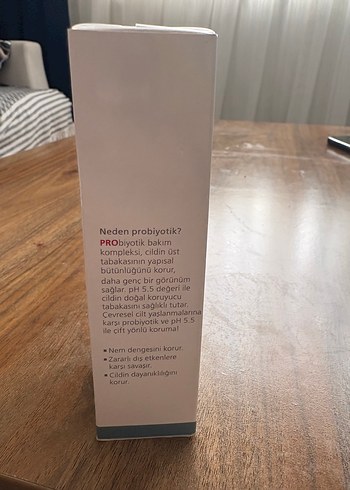 Neden probiyotik?
PRObiyotik bakım
kompleksi, cildin üst
tabakasının yapısal
bütünlüğünü korur,
daha genç bir görünüm
sağlar. pH 5.5 değeri ile
cildin doğal koruyucu
tabakasını sağlıklı tutar.
Çevresel cilt yaşlanmalarına
karşı probiyotik ve pH 5.5
ile çift yönlü koruma!
• Nem dengesini korur.
• Zararlı dış etkenlere
karşı savaşır.
• Cildin dayanıklılığını
korur.